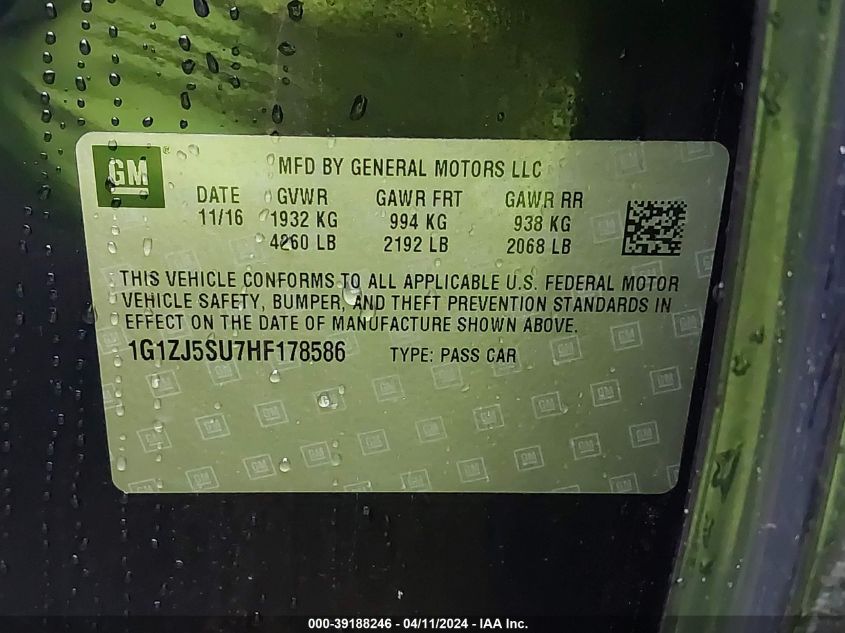 GM ® MFD BY GENERAL MOTORS LLC
DATE GVWR GAWR FRT GAWR RR
11/16 1932 KG 994 KG 938 KG
4260 LB 2192 LB 2068 LB
THIS VEHICLE CONFORMS TO ALL APPLICABLE U.S. FEDERAL MOTOR
VEHICLE SAFETY, BUMPER, AND THEFT PREVENTION STANDARDS IN
EFFECT ON THE DATE OF MANUFACTURE SHOWN ABOVE.
1G1ZJ5SU7HF178586 TYPE: PASS CAR
000-39188246 - 04/11/2024 - IAA Inc.